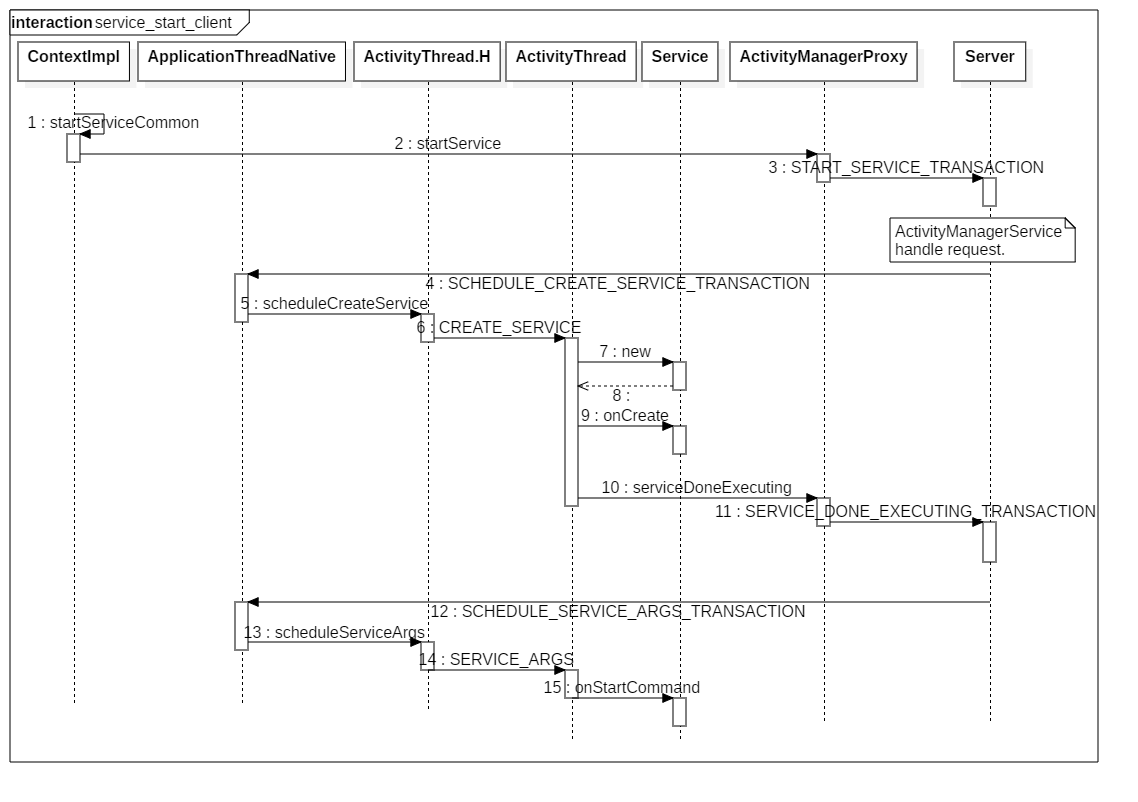 interaction service_start_client
ContextImpl
ApplicationThreadNative
ActivityThread.H
ActivityThread
Service
ActivityManagerProxy
Server
1 : startServiceCommon
2 : startService
3 : START_SERVICE_TRANSACTION
ActivityManagerService
handle request.
4 : SCHEDULE_CREATE_SERVICE_TRANSACTION
5 : scheduleCreateService
6 : CREATE_SERVICE
7 : new
8 :
9 : onCreate
10 : serviceDoneExecuting
11 : SERVICE_DONE_EXECUTING_TRANSACTION
12 : SCHEDULE_SERVICE_ARGS_TRANSACTION
13 : scheduleServiceArgs
14 : SERVICE_ARGS
15 : onStartCommand